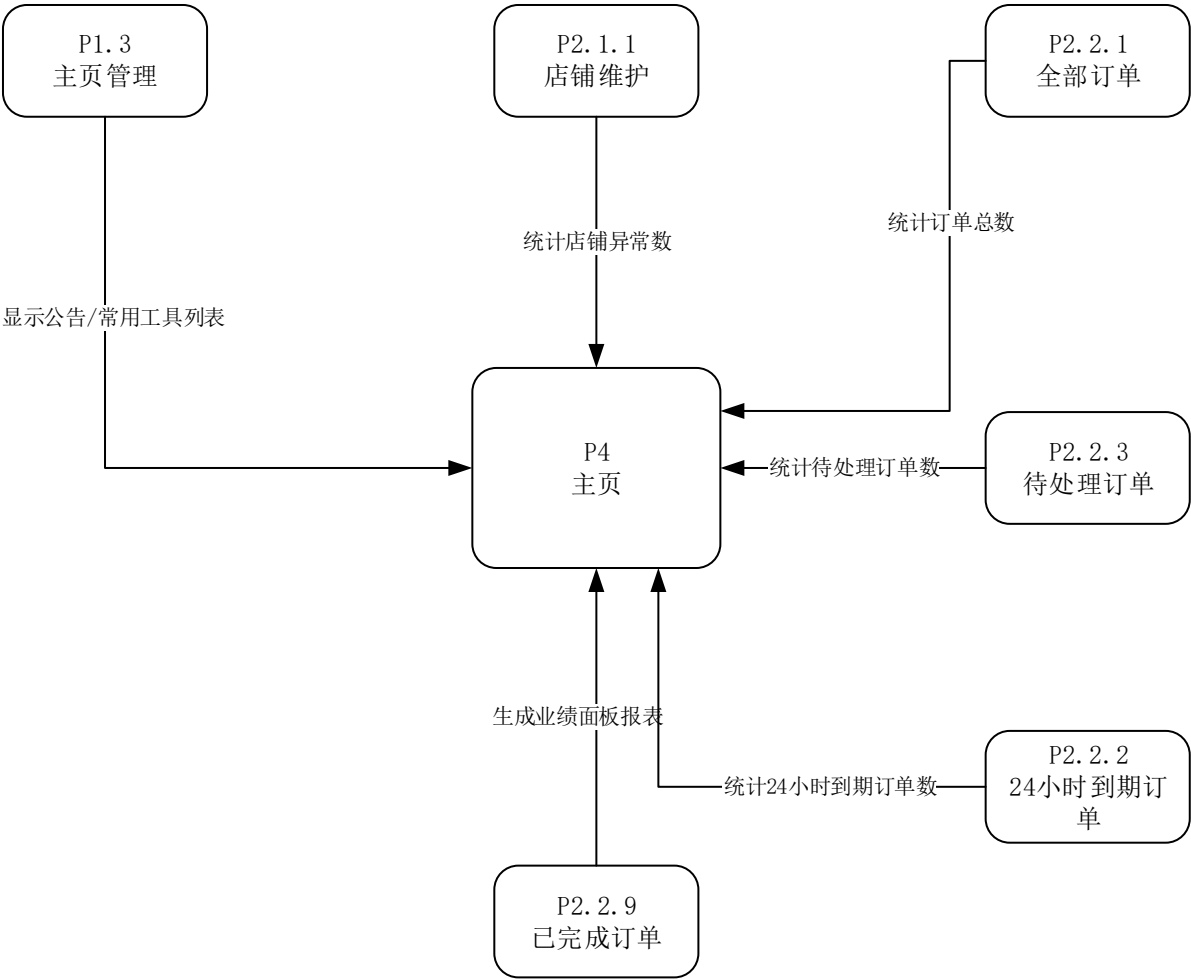 P1.3
主页管理
P2.1.1
店铺维护
P2.2.1
全部订单
统计订单总数
统计店铺异常数
显示公告/常用工具列表
P4
主页
统计待处理订单数
P2.2.3
待处理订单
生成业绩面板报表
统计24小时到期订单数
P2.2.2
24小时到期订
单
P2.2.9
已完成订单